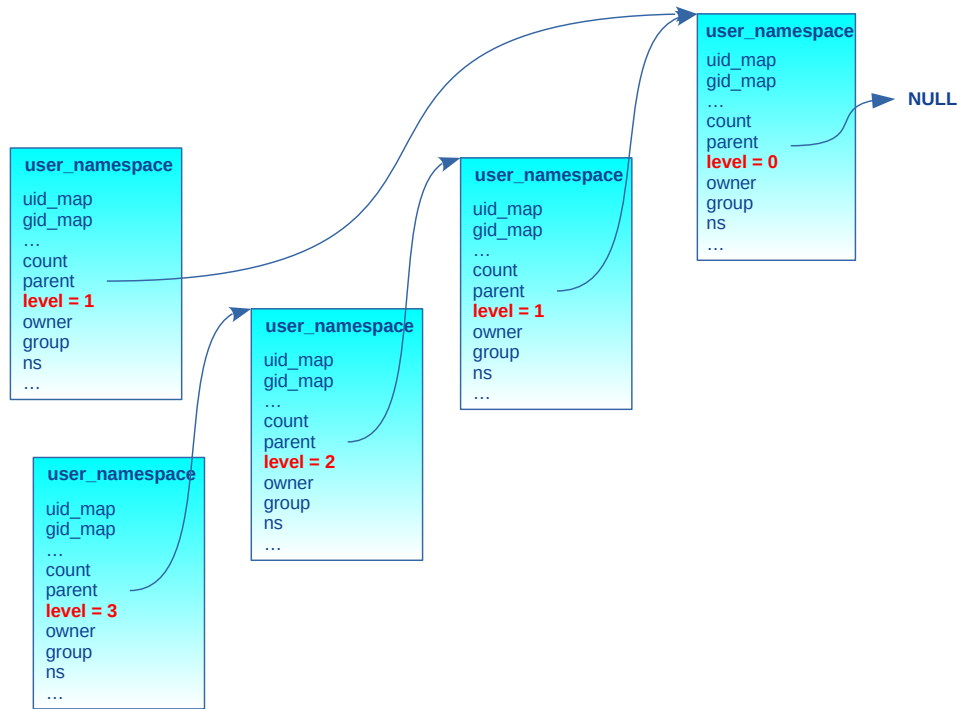 user_namespace
uid_map
gid_map
…
count
parent
level = 0
owner
group
ns
…
NULL
user_namespace
uid_map
gid_map
…
count
parent
level = 1
owner
group
ns
…
user_namespace
uid_map
gid_map
…
count
parent
level = 1
owner
group
ns
…
user_namespace
uid_map
gid_map
…
count
parent
level = 2
owner
group
ns
…
user_namespace
uid_map
gid_map
…
count
parent
level = 3
owner
group
ns
…